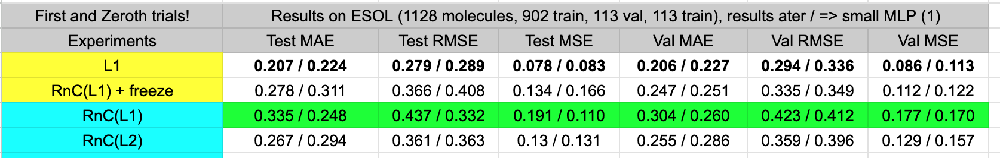 First and Zeroth trials! Results on ESOL (1128 molecules, 902 train, 113 val, 113 train), results ater / => small MLP (1)
Experiments Test MAE Test RMSE Test MSE Val MAE Val RMSE Val MSE
L1 0.207 / 0.224 0.279 / 0.289 0.078 / 0.083 0.206 / 0.227 0.294 / 0.336 0.086 / 0.113
RnC(L1) + freeze 0.278 / 0.311 0.366 / 0.408 0.134 / 0.166 0.247 / 0.251 0.335 / 0.349 0.112 / 0.122
RnC(L1) 0.335 / 0.248 0.437 / 0.332 0.191 / 0.110 0.304 / 0.260 0.423 / 0.412 0.177 / 0.170
RnC(L2) 0.267 / 0.294 0.361 / 0.363 0.13 / 0.131 0.255 / 0.286 0.359 / 0.396 0.129 / 0.157